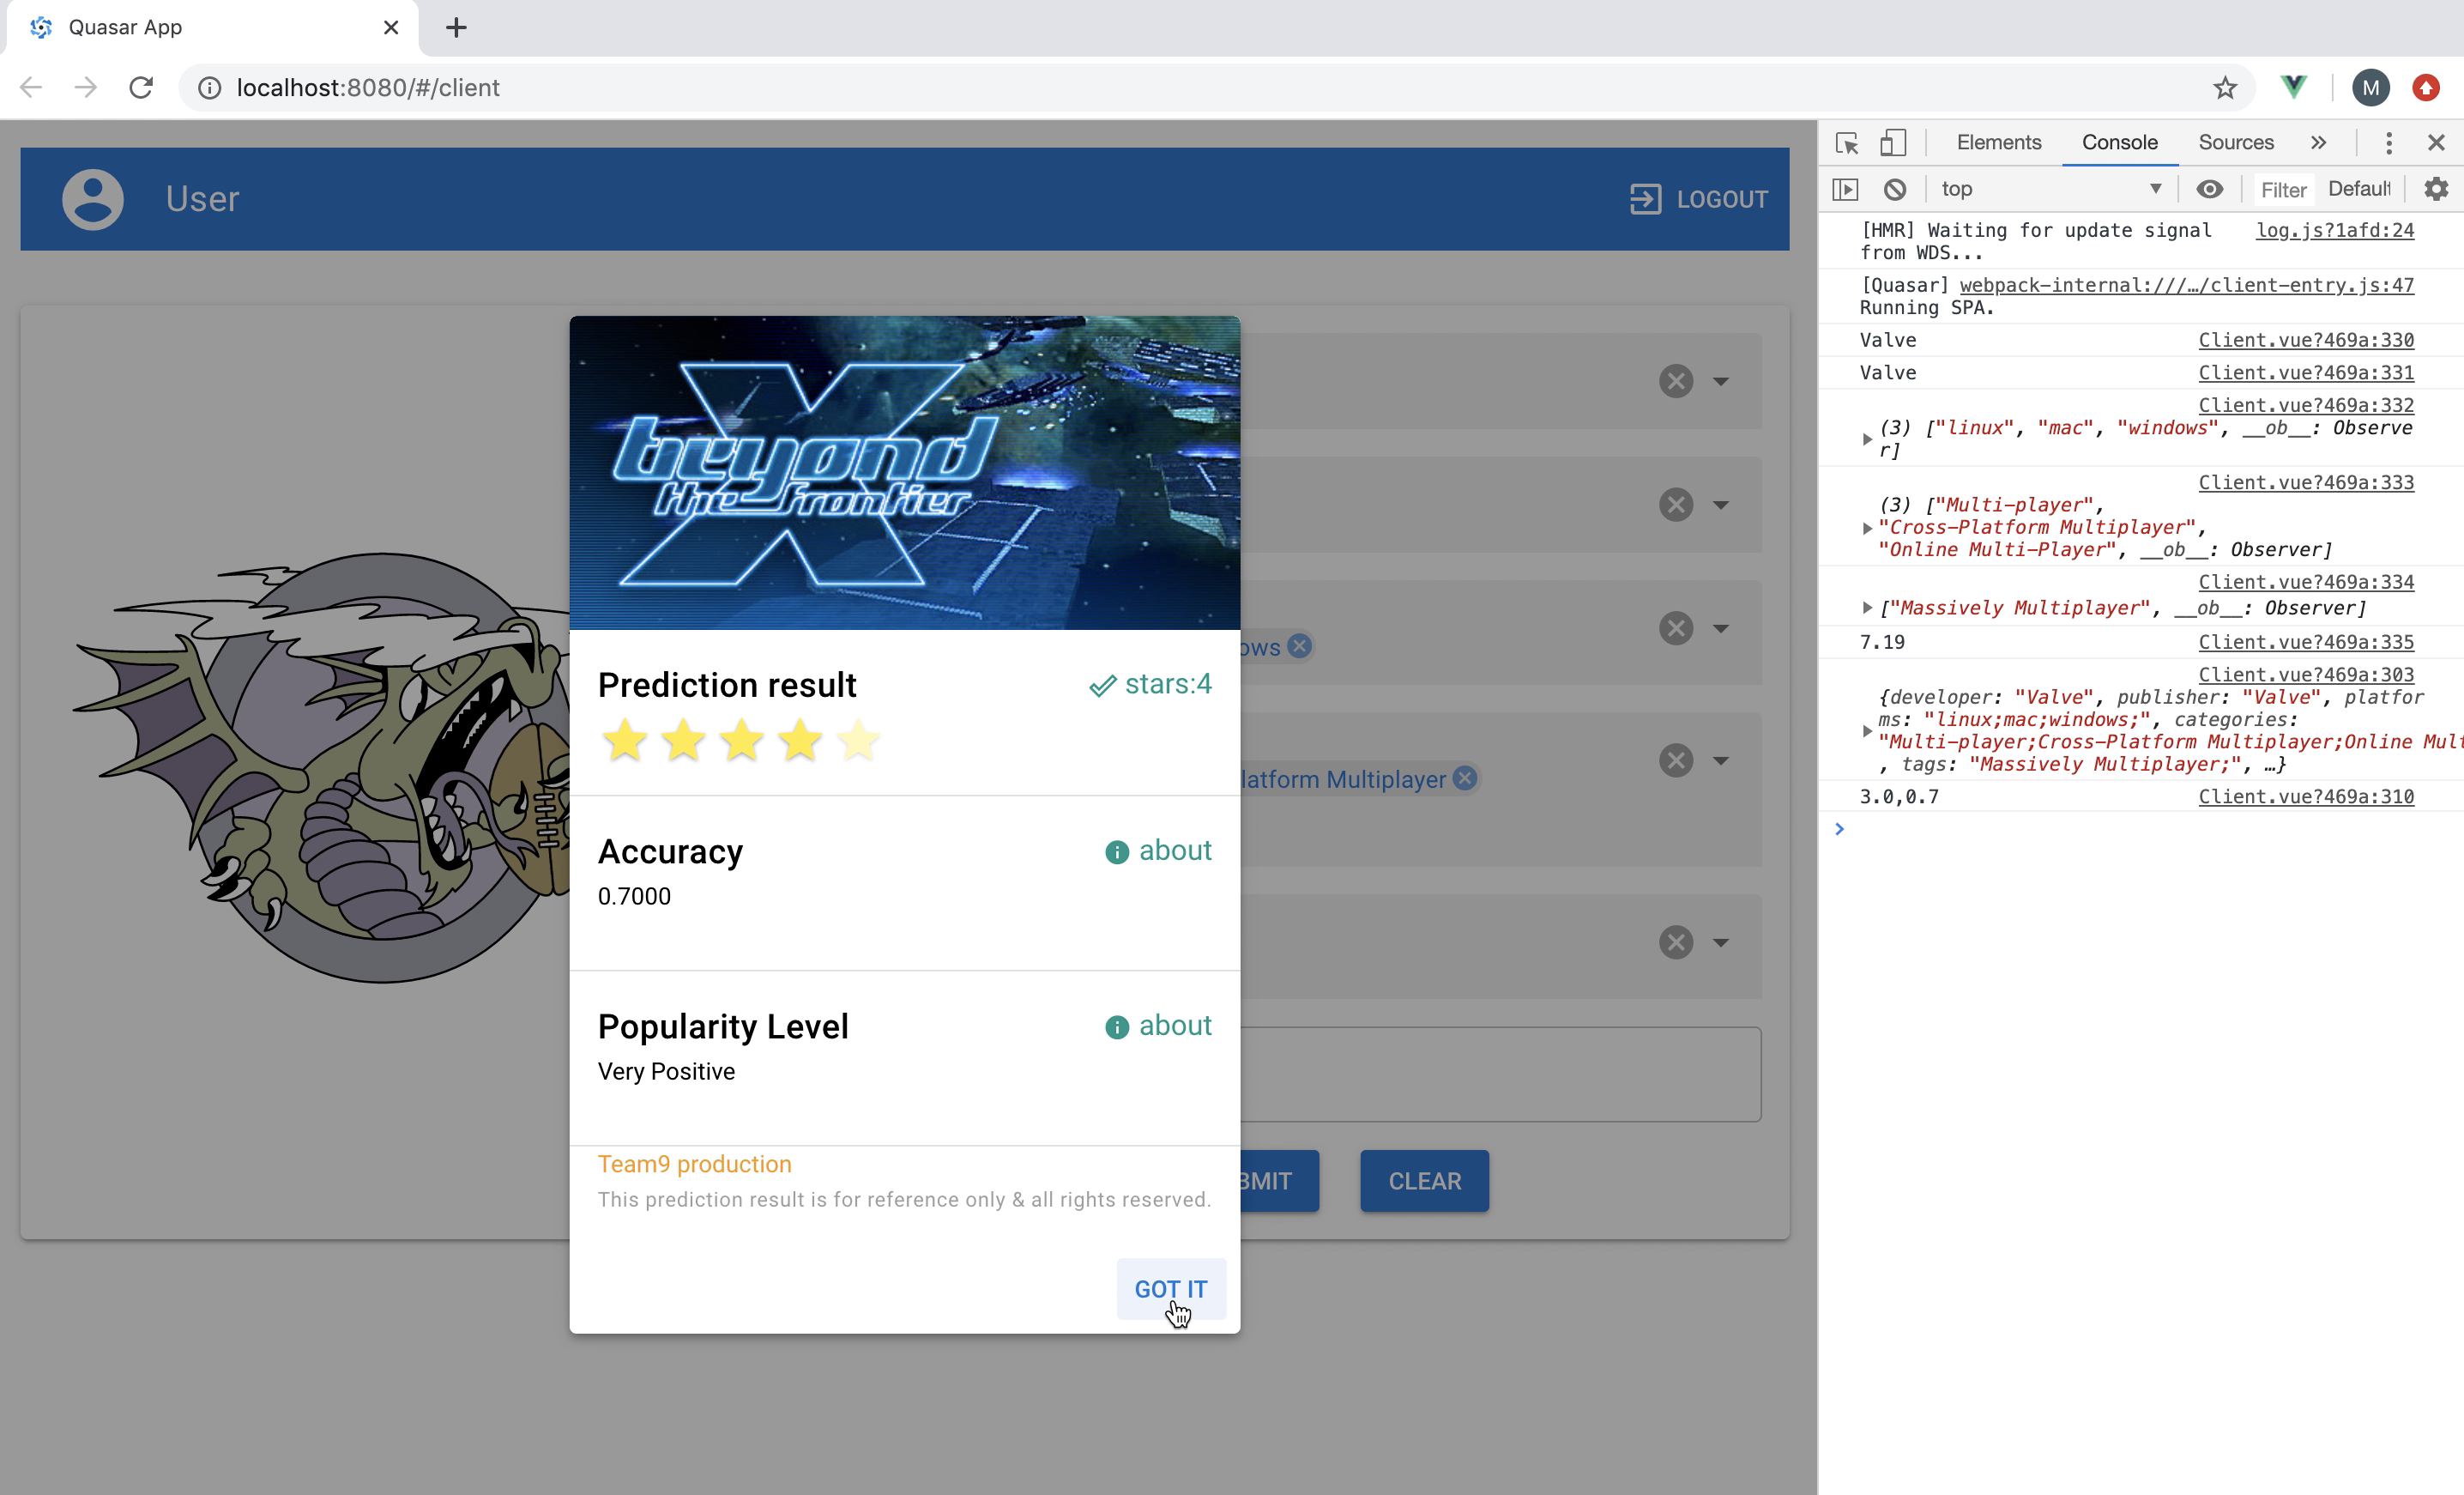 Quasar App
localhost:8080/#/client
M
User
LOGOUT
X
beyond
the frontier
Prediction result
stars:4
Accuracy
about
0.7000
Popularity Level
about
Very Positive
Team9 production
This prediction result is for reference only & all rights reserved.
GOT IT
ows
latform Multiplayer
BMIT
CLEAR
Elements Console Sources
top
Filter
Default
[HMR] Waiting for update signal log.js?1afd:24
from WDS...
[Quasar] webpack-internal:///…/client-entry.js:47
Running SPA.
Valve Client.vue?469a:330
Valve Client.vue?469a:331
Client.vue?469a:332
(3) ["linux", "mac", "windows", __ob__: Observe
r]
Client.vue?469a:333
(3) ["Multi-player",
"Cross-Platform Multiplayer",
"Online Multi-Player", __ob__: Observer]
Client.vue?469a:334
["Massively Multiplayer", __ob__: Observer]
7.19 Client.vue?469a:335
Client.vue?469a:303
{developer: "Valve", publisher: "Valve", platfor
ms: "linux;mac;windows;", categories:
"Multi-player;Cross-Platform Multiplayer;Online Mult
, tags: "Massively Multiplayer;", …}
3.0,0.7 Client.vue?469a:310